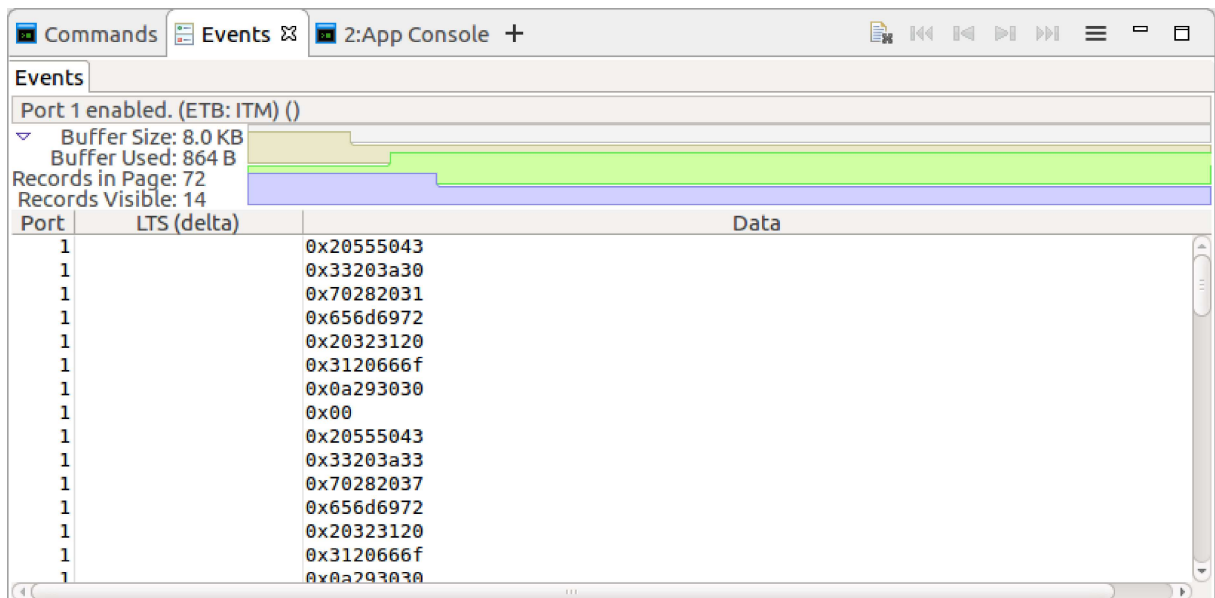 Commands Events 2:App Console +
Events
Port 1 enabled. (ETB: ITM) ()
Buffer Size: 8.0 KB
Buffer Used: 864 B
Records in Page: 72
Records Visible: 14
Port LTS (delta) Data
1 0x20555043
1 0x33203a30
1 0x70282031
1 0x656d6972
1 0x20323120
1 0x3120666f
1 0x0a293030
1 0x00
1 0x20555043
1 0x33203a33
1 0x70282037
1 0x656d6972
1 0x20323120
1 0x3120666f
1 0x0a293030